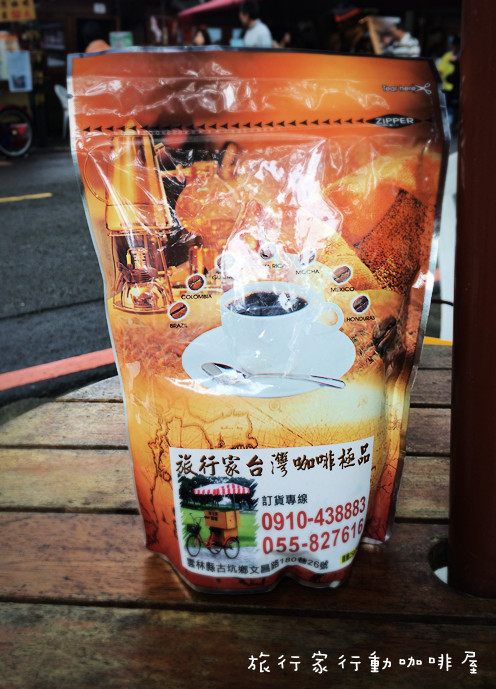 ZIPPER
MOCHA
MEXICO
COLOMBIA
HONDURAS
BRAZIL
旅行家台灣咖啡極品
訂貨專線
0910-438883
055-827616
旅行家行動咖啡屋